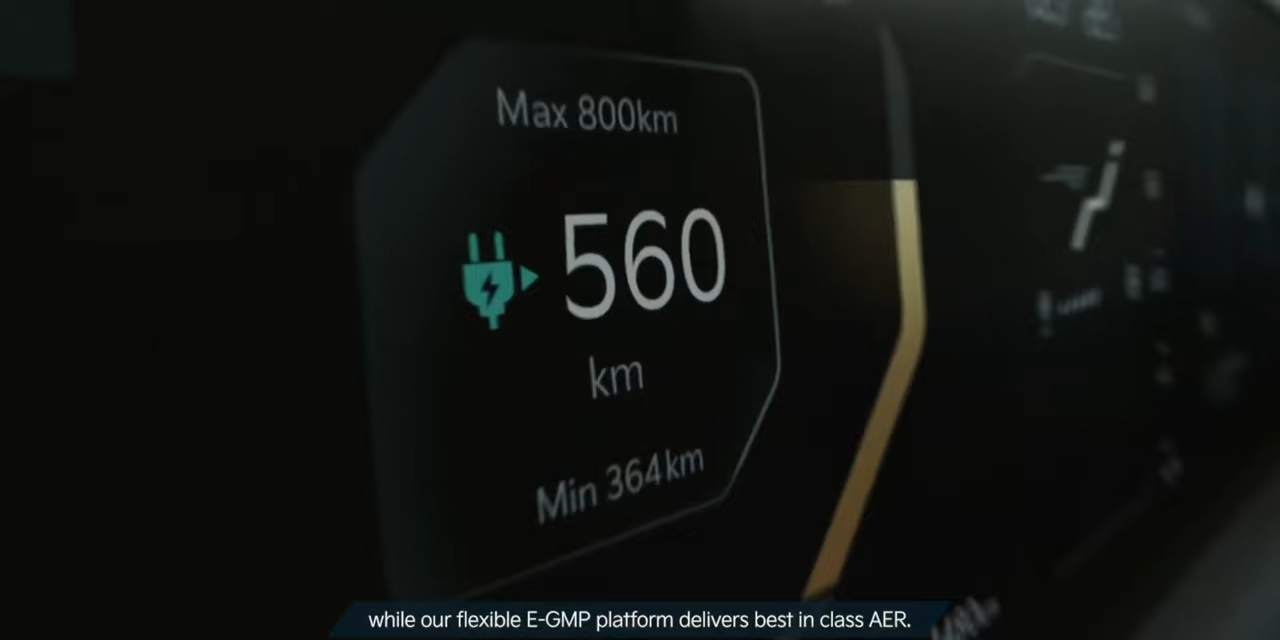 Max 800km
560
km
Min 364km
while our flexible E-GMP platform delivers best in class AER.